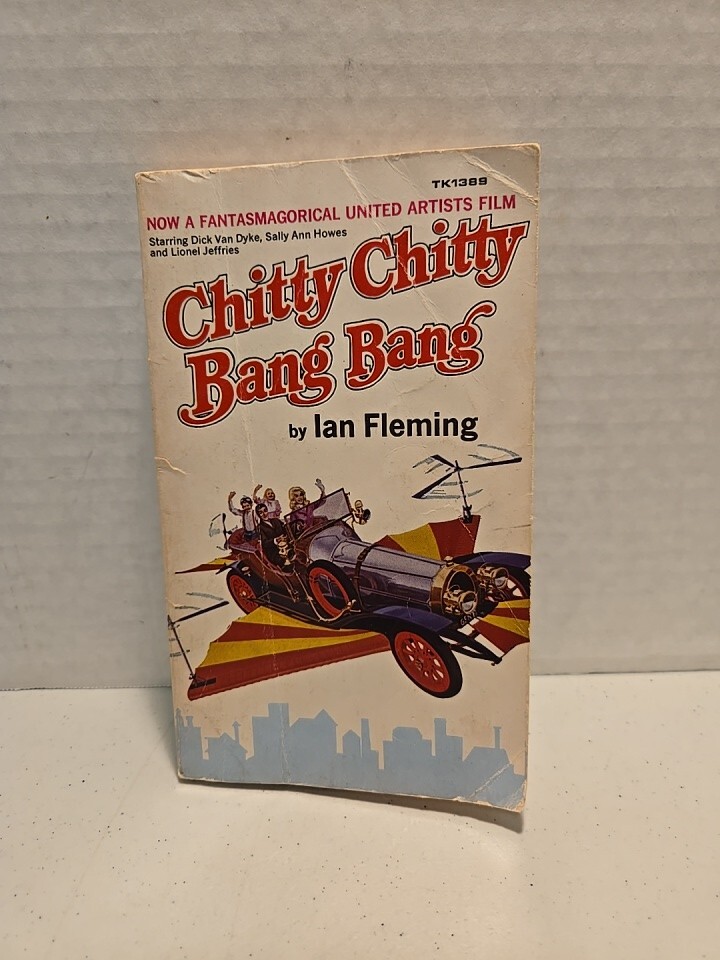 TK1389
NOW A FANTASMAGORICAL UNITED ARTISTS FILM
Starring Dick Van Dyke, Sally Ann Howes
and Lionel Jeffries
Chitty Chitty
Bang Bang
by Ian Fleming